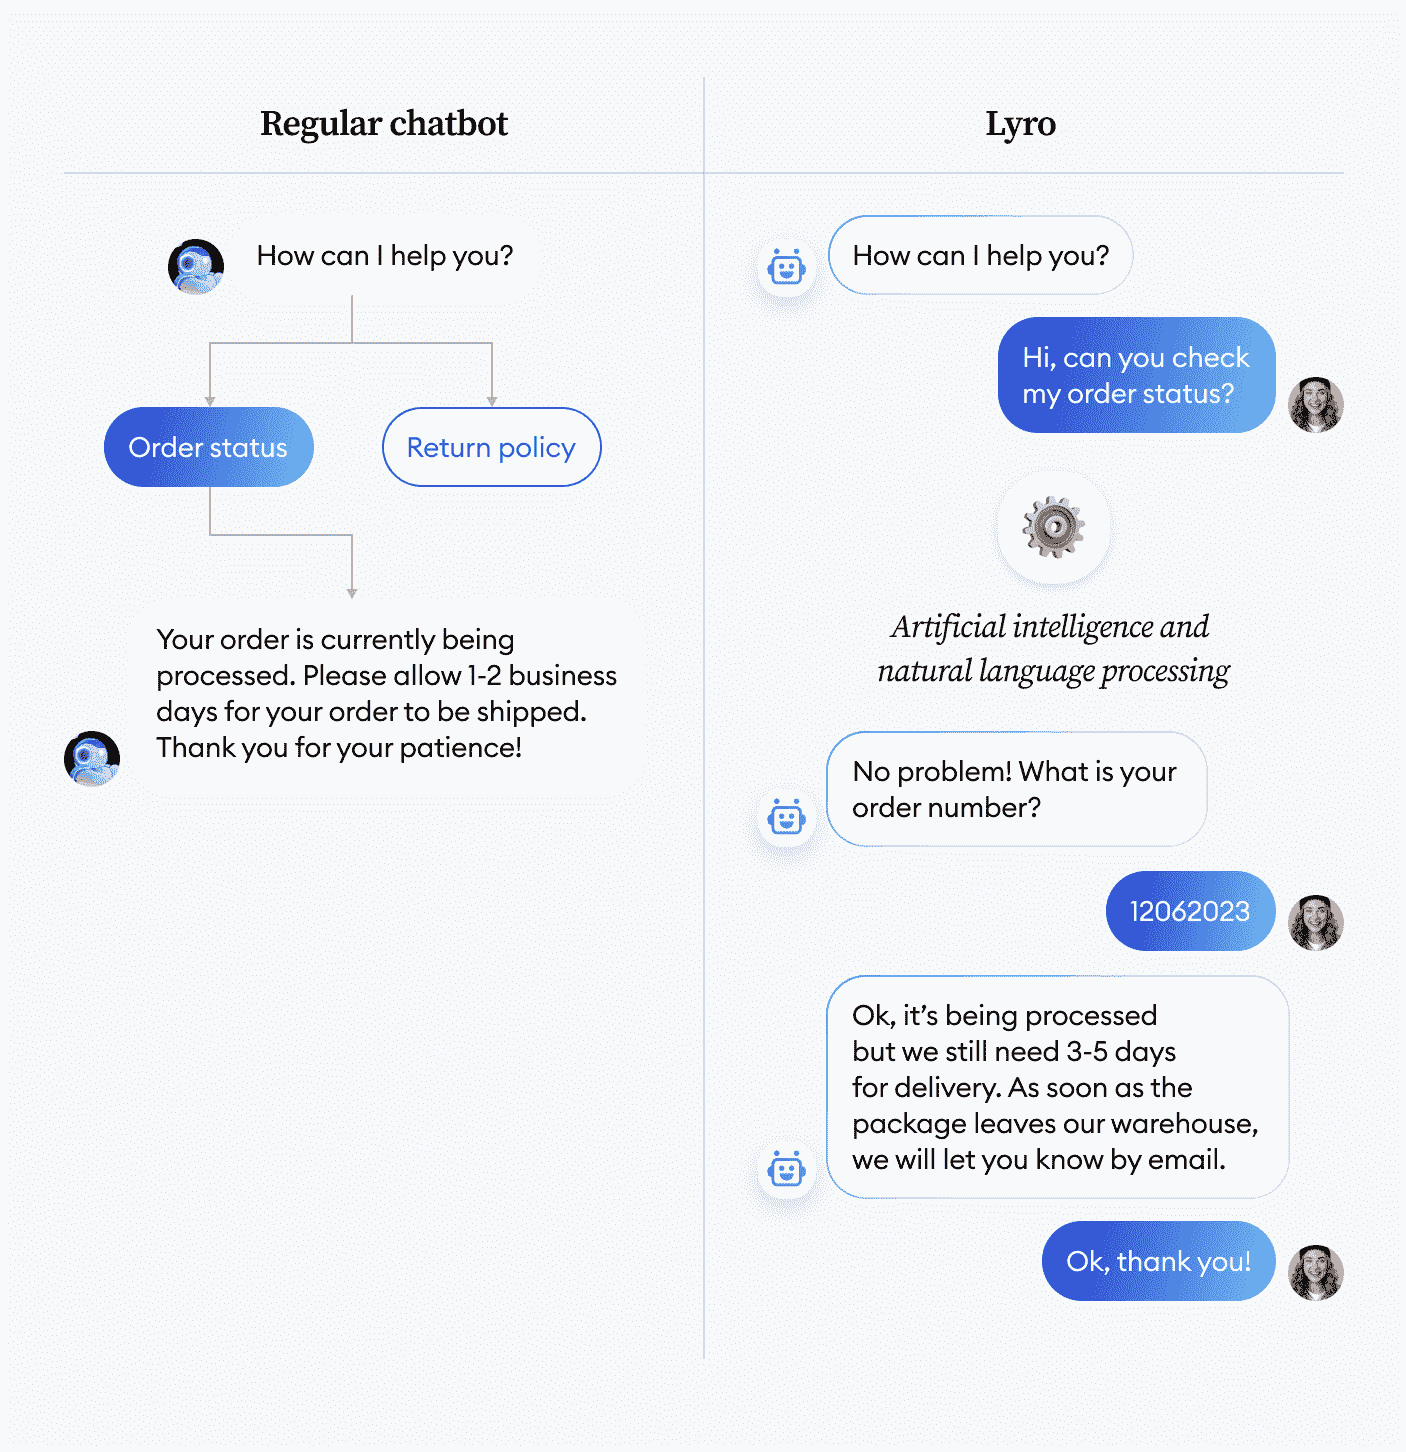 Regular chatbot
How can I help you?
Order status
Return policy
Your order is currently being
processed. Please allow 1-2 business
days for your order to be shipped.
Thank you for your patience!
Lyro
How can I help you?
Hi, can you check
my order status?
Artificial intelligence and
natural language processing
No problem! What is your
order number?
12062023
Ok, it’s being processed
but we still need 3-5 days
for delivery. As soon as the
package leaves our warehouse,
we will let you know by email.
Ok, thank you!